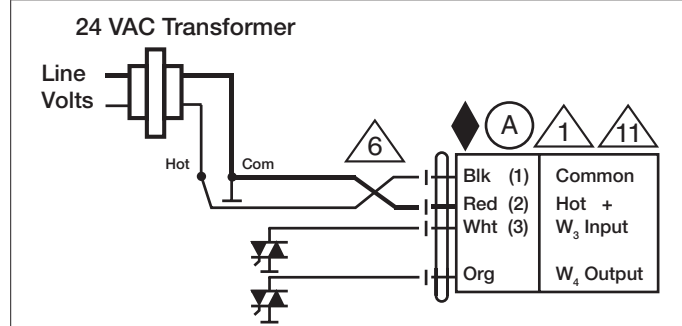 24 VAC Transformer
Line
Volts
Hot
Com
6
A
1
11
Blk (1) Common
Red (2) Hot +
Wht (3) W₃ Input
Org W₄ Output